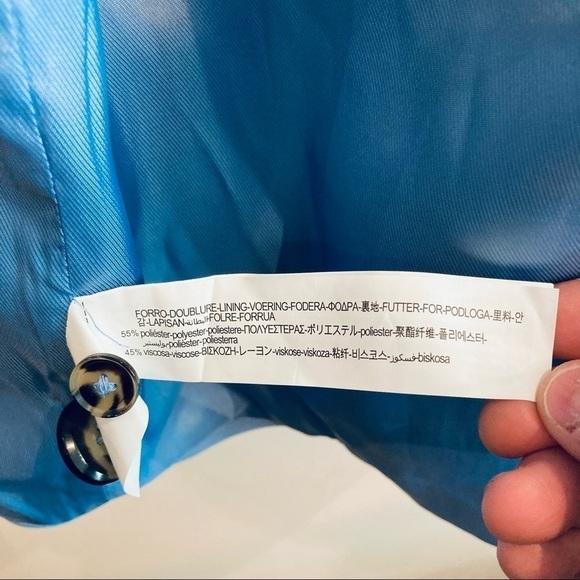 FORRO-DOUBLURE-LINING-VOERING-FODERA-ΦΟΔΡΑ-裏地-FUTTER-FOR-PODLOGA-里料-안
감-LAPISAN-البطانة-FOLRE-FORRUA
55% poliéster-polyester-poliestere-ΠΟΛΥΕΣΤΕΡΑΣ-ポリエステル-poliester-聚酯纤维-폴리에스터-
بوليستير-polièster-poliesterra
45% viscosa-viscose-ΒΙΣΚΟΖΗ-レーヨン-viskose-viskoza-粘纤-비스코스-فسكوز-biskosa